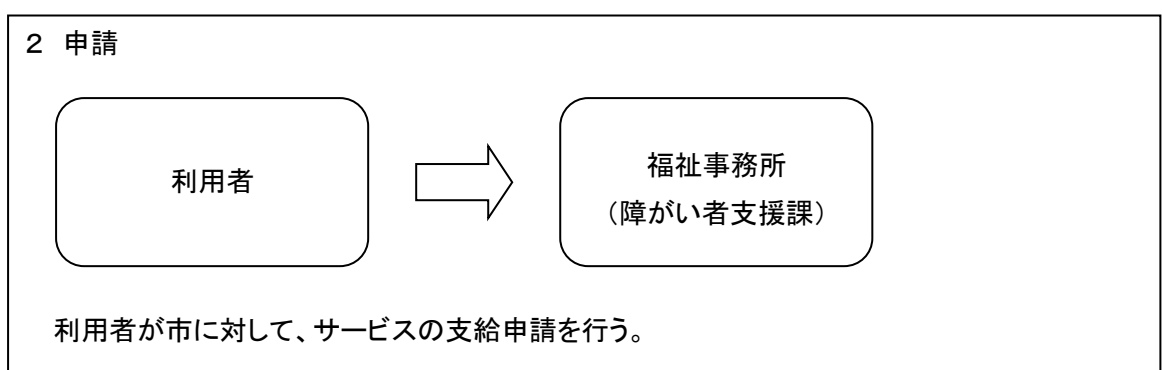 ２ 申請
利用者
福祉事務所
（障がい者支援課）
利用者が市に対して、サービスの支給申請を行う。